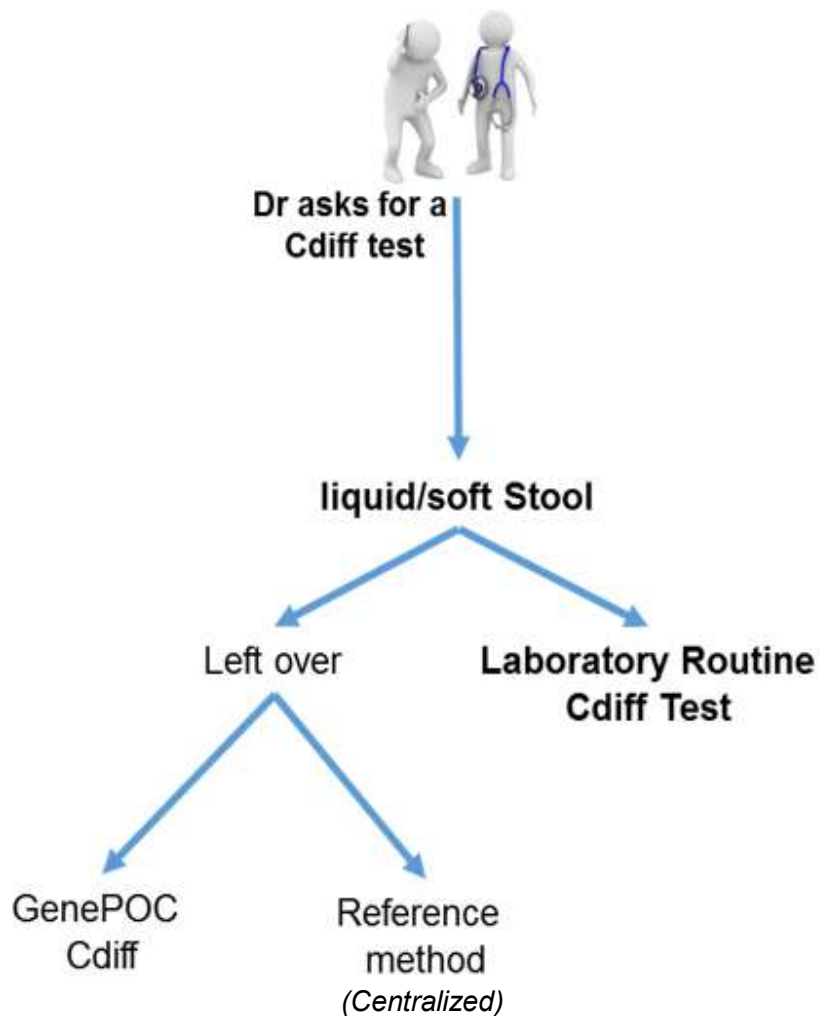 Dr asks for a
Cdiff test
liquid/soft Stool
Left over
Laboratory Routine
Cdiff Test
GenePOC
Cdiff
Reference
method
(Centralized)